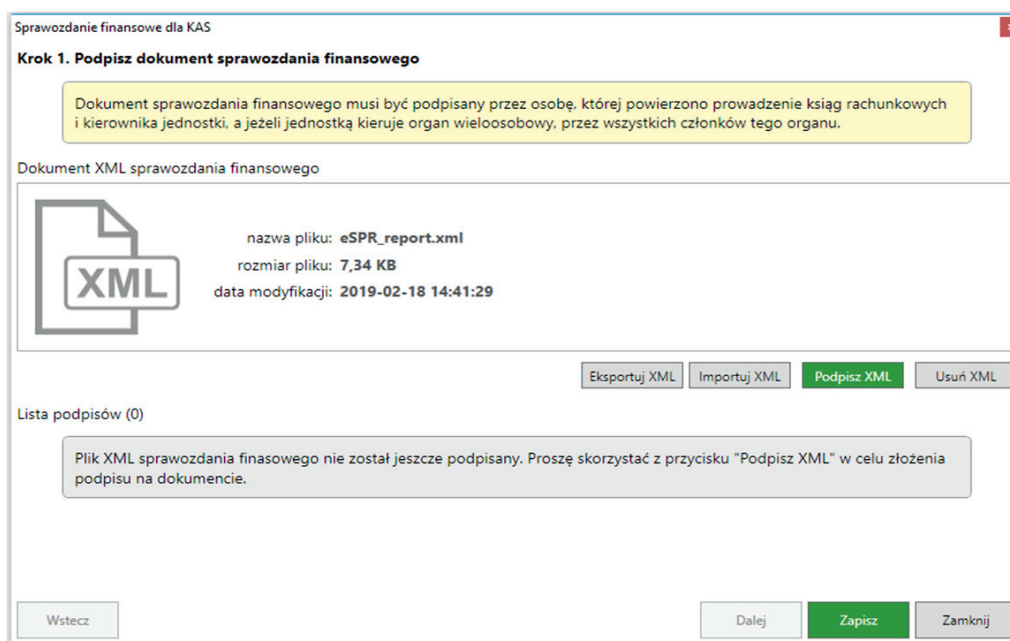 Sprawozdanie finansowe dla KAS
Krok 1. Podpisz dokument sprawozdania finansowego
Dokument sprawozdania finansowego musi być podpisany przez osobę, której powierzono prowadzenie ksiąg rachunkowych
i kierownika jednostki, a jeżeli jednostką kieruje organ wieloosobowy, przez wszystkich członków tego organu.
Dokument XML sprawozdania finansowego
XML
nazwa pliku: eSPR_report.xml
rozmiar pliku: 7,34 KB
data modyfikacji: 2019-02-18 14:41:29
Eksportuj XML Importuj XML Podpisz XML Usuń XML
Lista podpisów (0)
Plik XML sprawozdania finasowego nie został jeszcze podpisany. Proszę skorzystać z przycisku "Podpisz XML" w celu złożenia
podpisu na dokumencie.
Wstecz Dalej Zapisz Zamknij